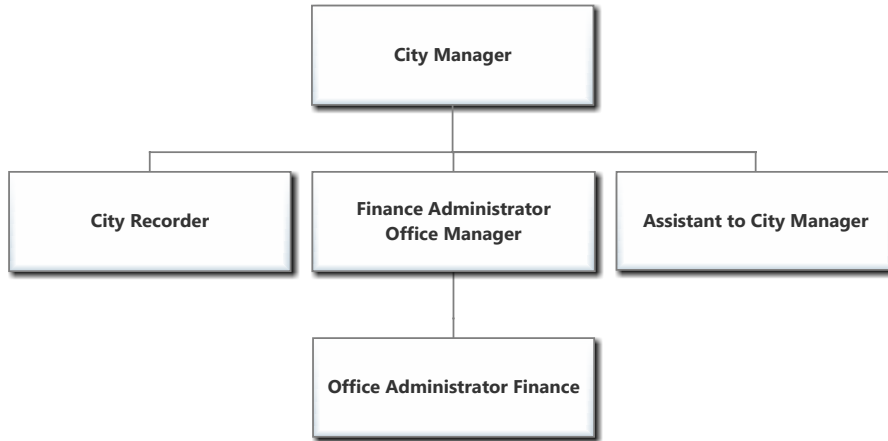 City Manager
City Recorder
Finance Administrator
Office Manager
Assistant to City Manager
Office Administrator Finance